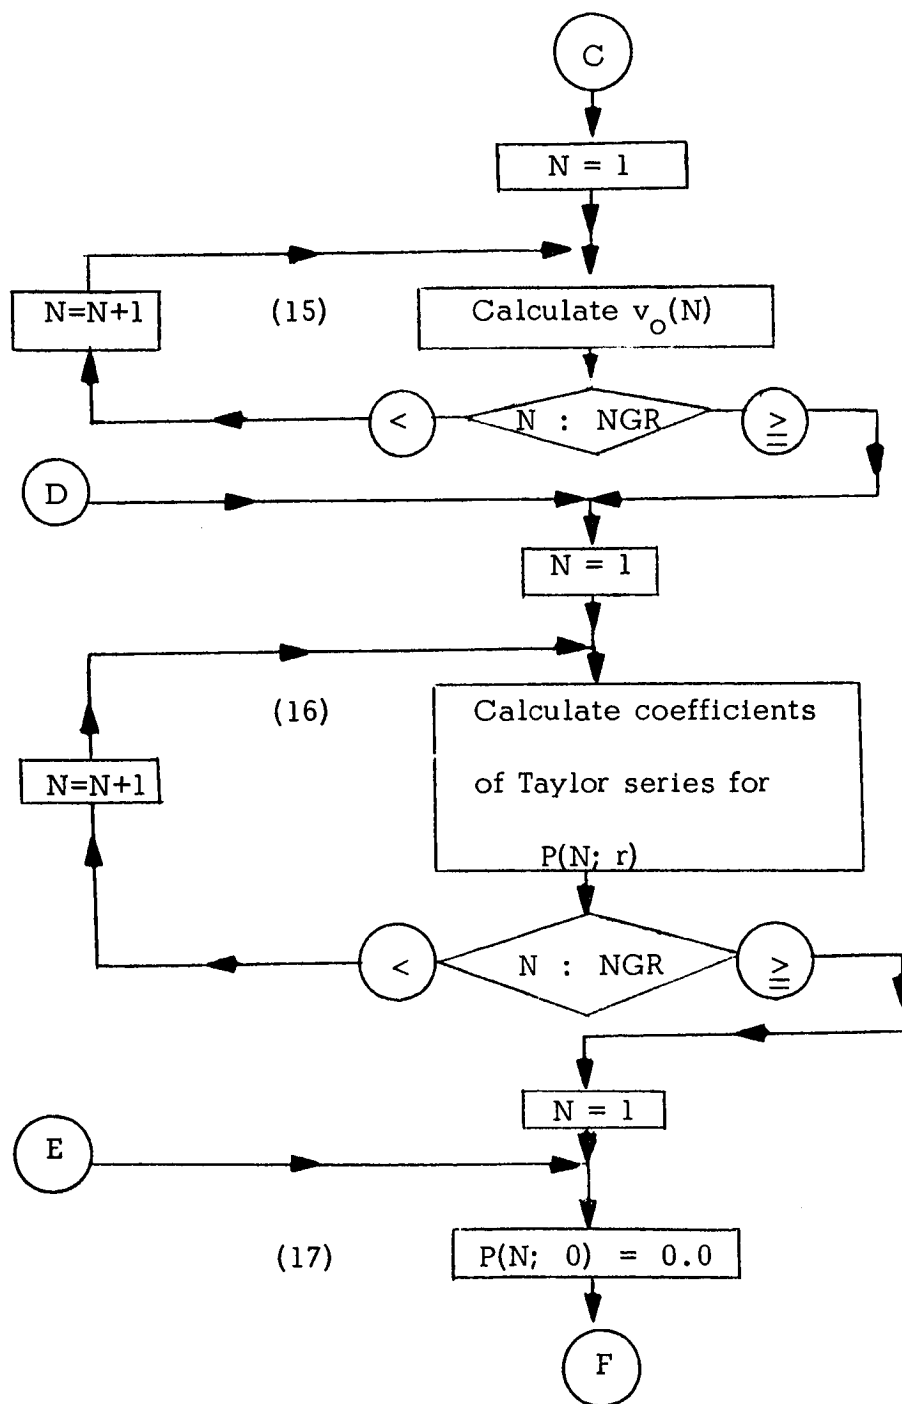 C
N = 1
N=N+1
(15)
Calculate v₀(N)
<
N : NGR
≧
D
N = 1
(16)
Calculate coefficients
of Taylor series for
P(N; r)
N=N+1
<
N : NGR
≧
N = 1
E
(17)
P(N; 0) = 0.0
F